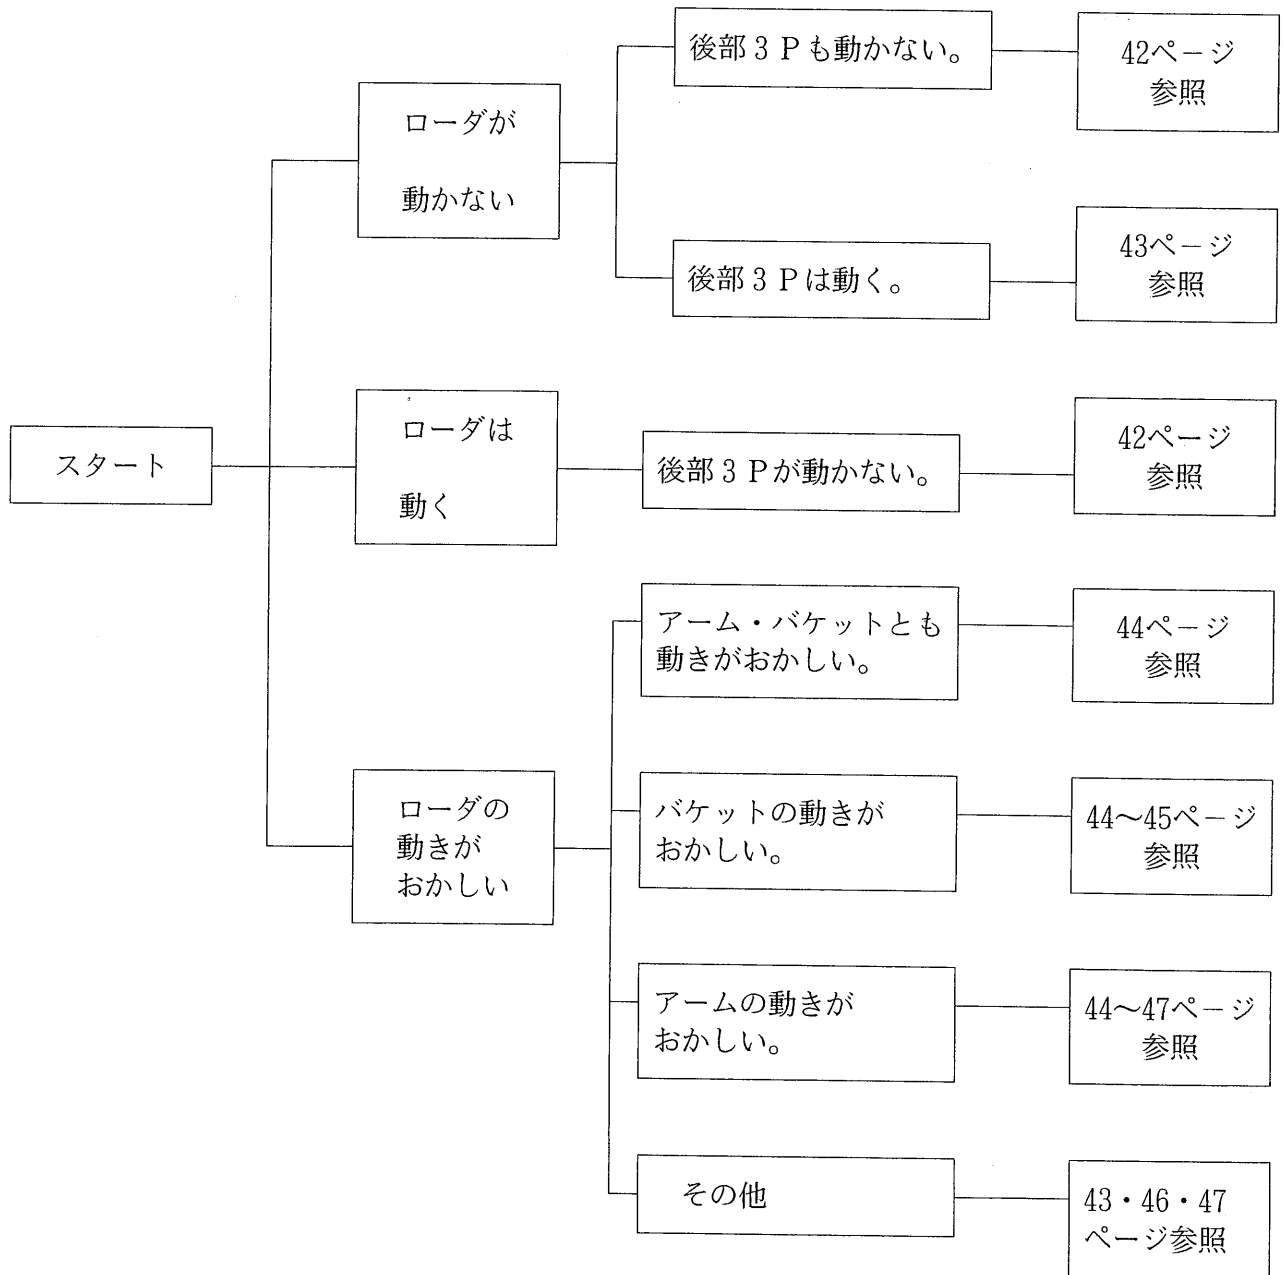 スタート
ローダが
動かない
後部3Pも動かない。
42ページ
参照
後部3Pは動く。
43ページ
参照
ローダは
動く
後部3Pが動かない。
42ページ
参照
ローダの
動きが
おかしい
アーム・バケットとも
動きがおかしい。
44ページ
参照
バケットの動きが
おかしい。
44〜45ページ
参照
アームの動きが
おかしい。
44〜47ページ
参照
その他
43・46・47
ページ参照